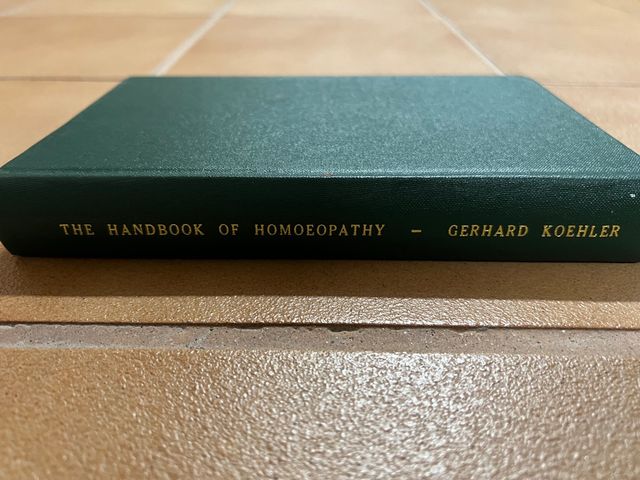 THE HANDBOOK OF HOMOEOPATHY – GERHARD KOEHLER